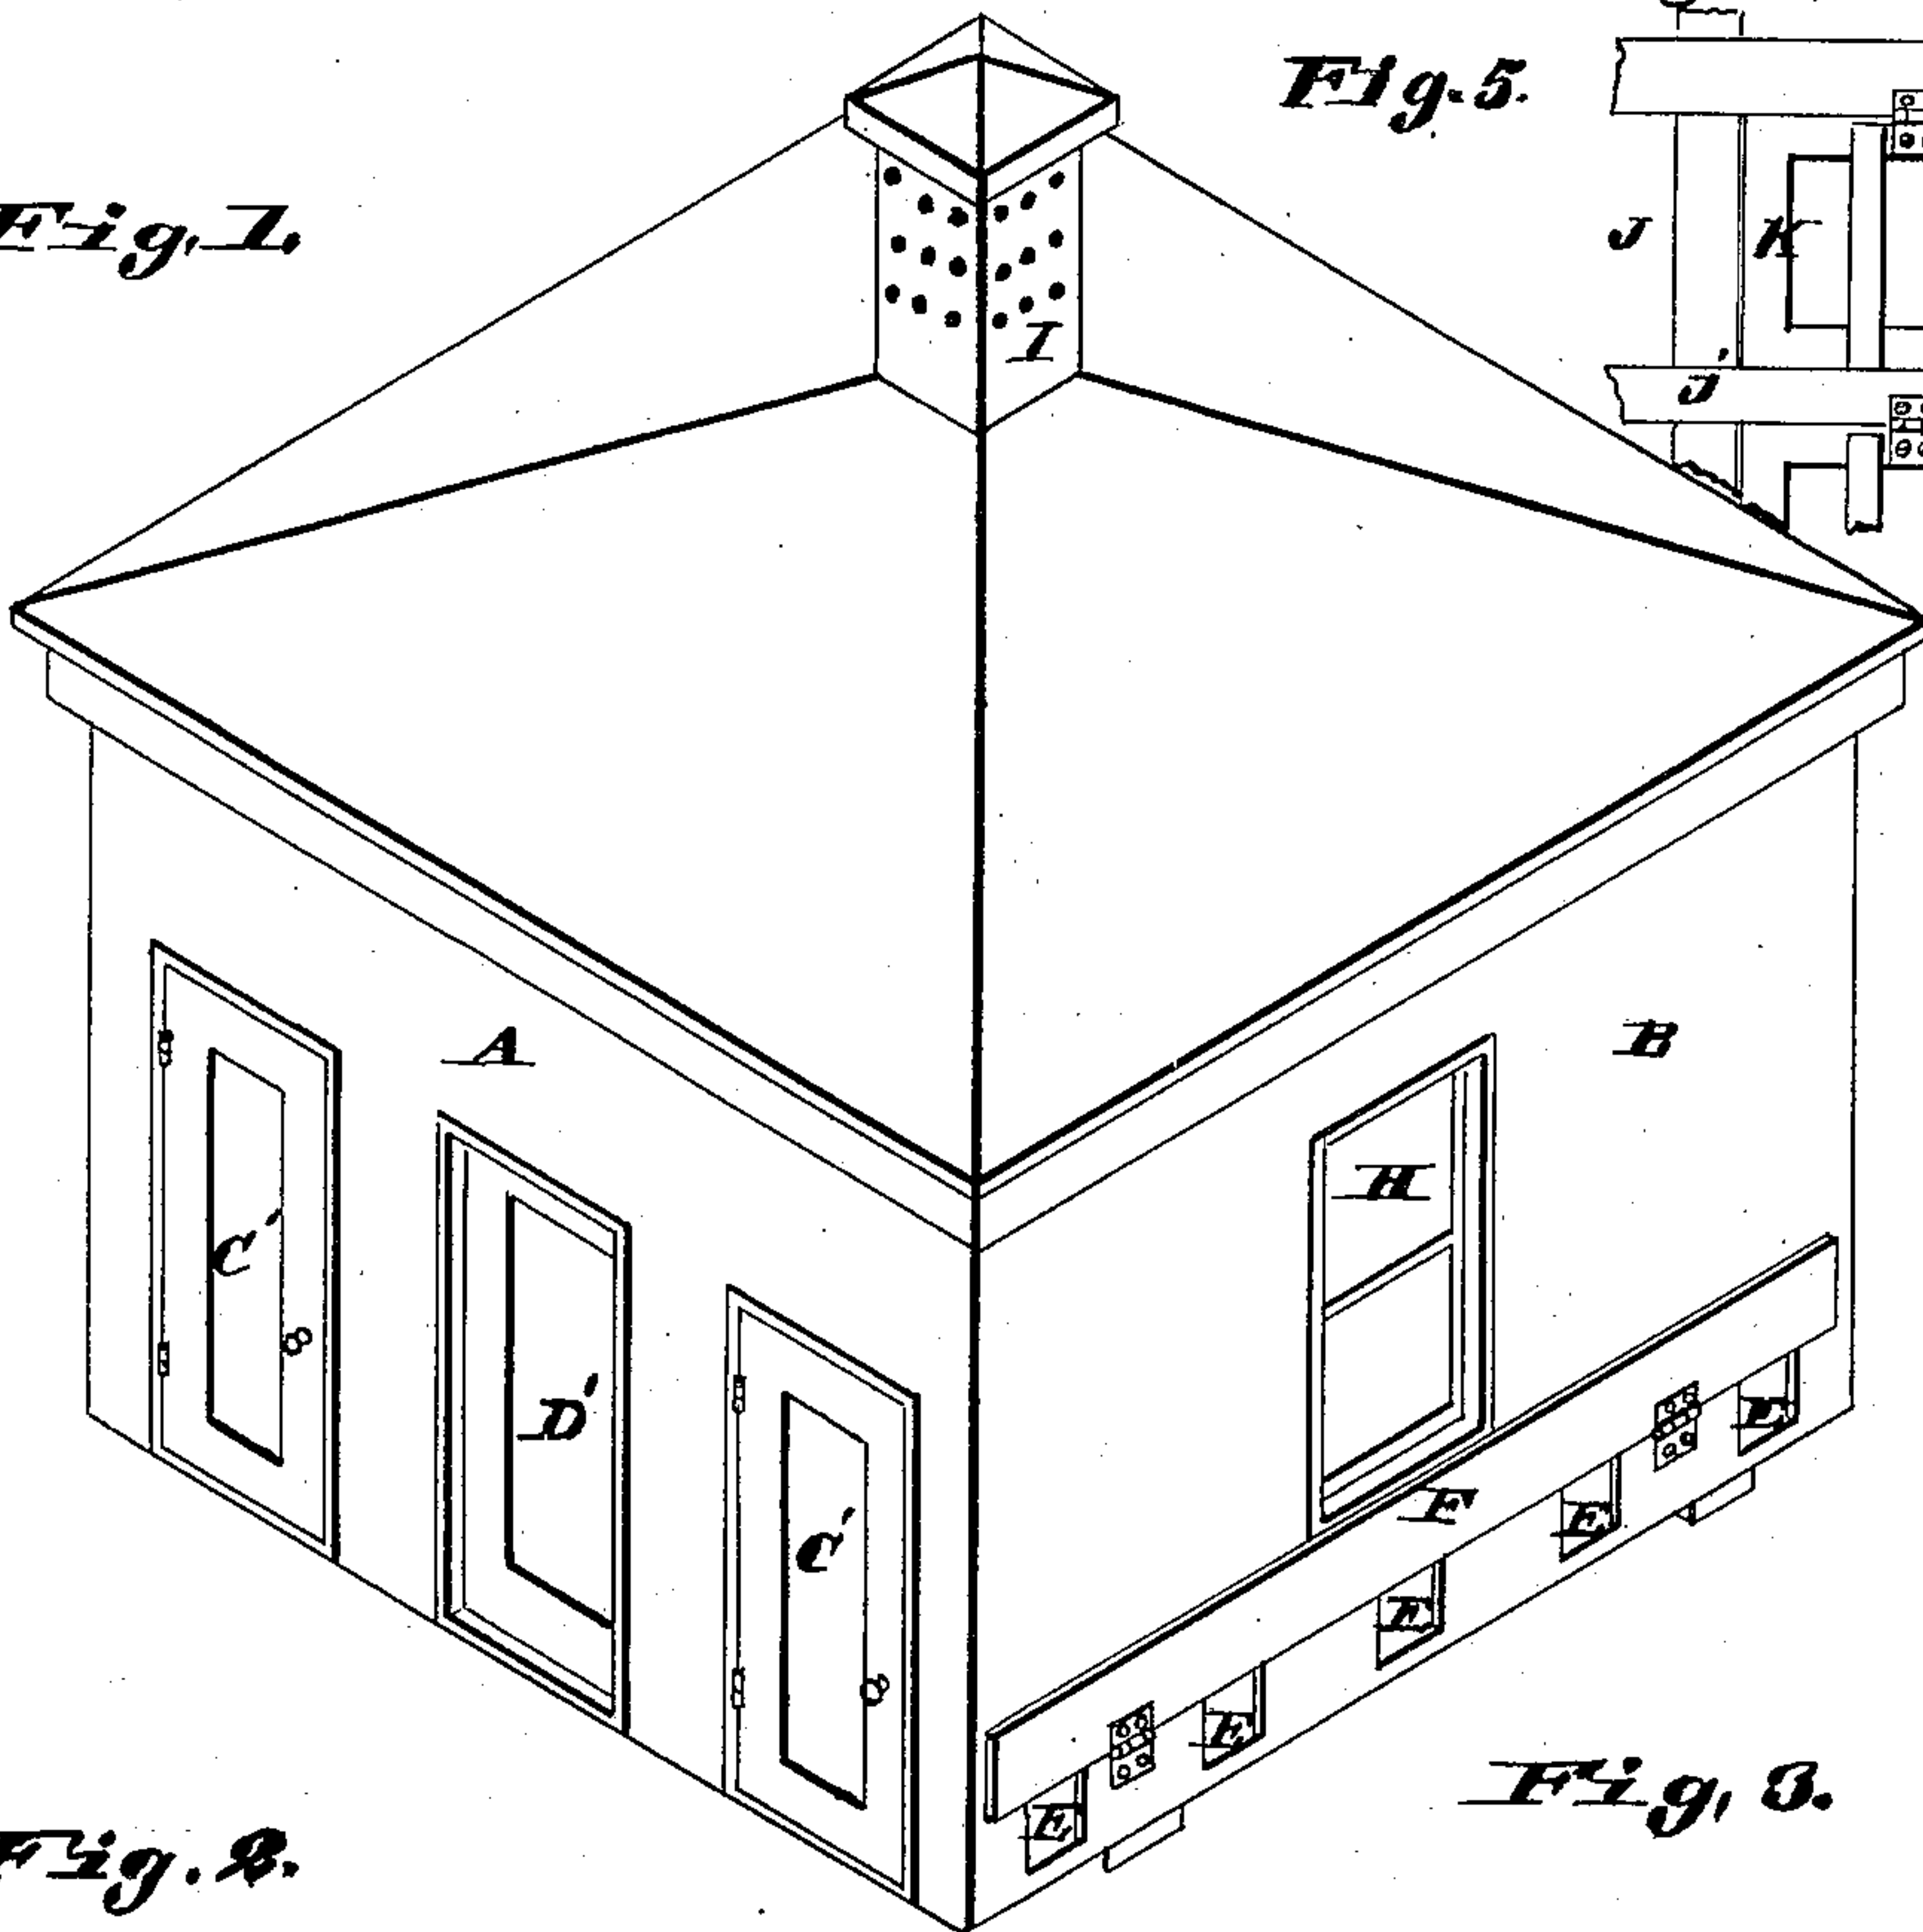 Fig. 5.
Fig, 1.
J
K
I
J'
A
B
H
C'
D'
C'
F
E
E
E
E
E
Fig, 3.
Fig. 2.